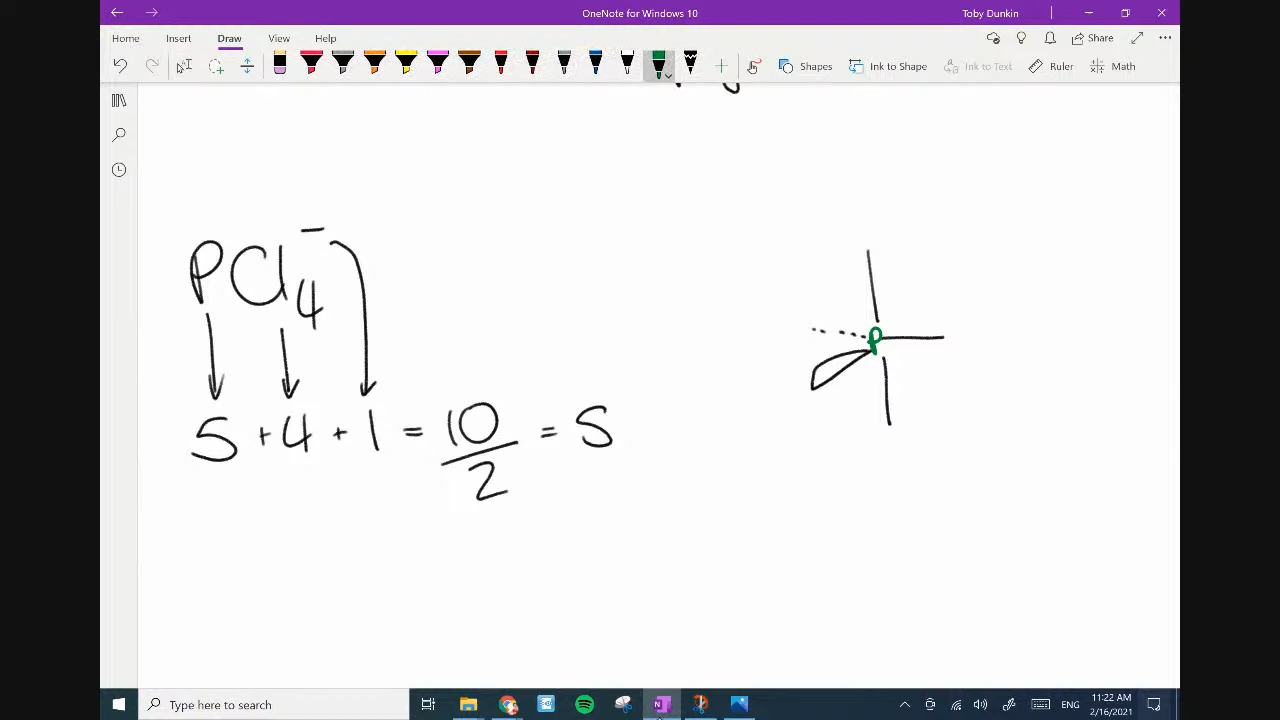 OneNote for Windows 10
Toby Dunkin
Home Insert Draw View Help
Share
Shapes Ink to Shape Ink to Text Ruler Math
PCl₄⁻
P
5 + 4 + 1 = 10/2 = 5
Type here to search
ENG
11:22 AM
2/16/2021